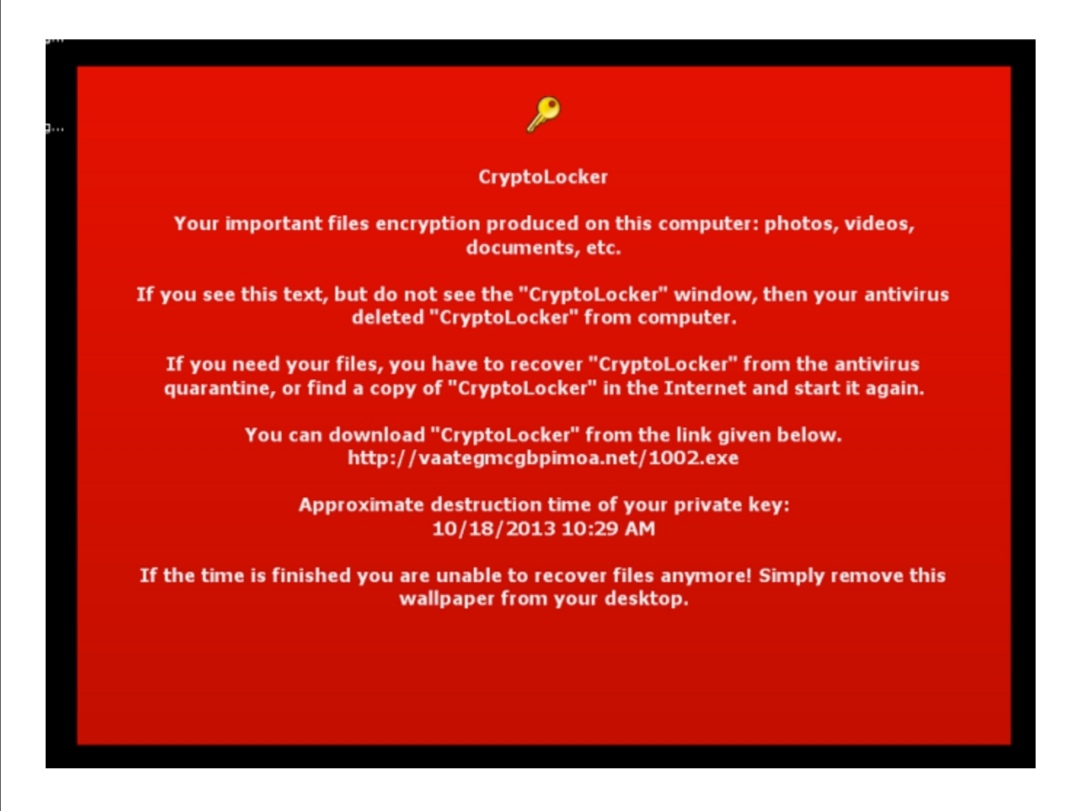 g...
g...
CryptoLocker
Your important files encryption produced on this computer: photos, videos,
documents, etc.
If you see this text, but do not see the "CryptoLocker" window, then your antivirus
deleted "CryptoLocker" from computer.
If you need your files, you have to recover "CryptoLocker" from the antivirus
quarantine, or find a copy of "CryptoLocker" in the Internet and start it again.
You can download "CryptoLocker" from the link given below.
http://vaategmcgbpimoa.net/1002.exe
Approximate destruction time of your private key:
10/18/2013 10:29 AM
If the time is finished you are unable to recover files anymore! Simply remove this
wallpaper from your desktop.